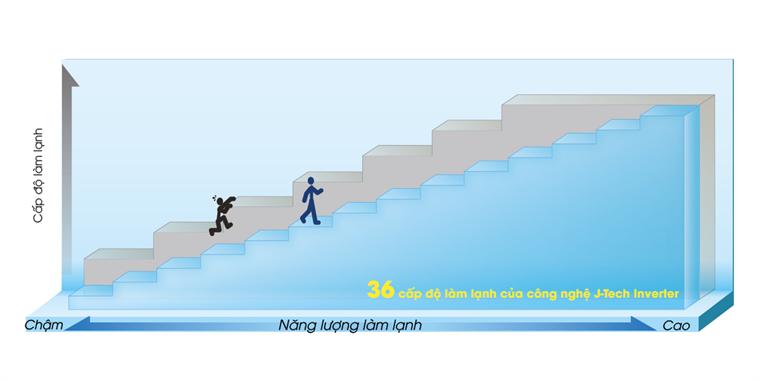 Cấp độ làm lạnh
36 cấp độ làm lạnh của công nghệ J-Tech Inverter
Chậm
Năng lượng làm lạnh
Cao